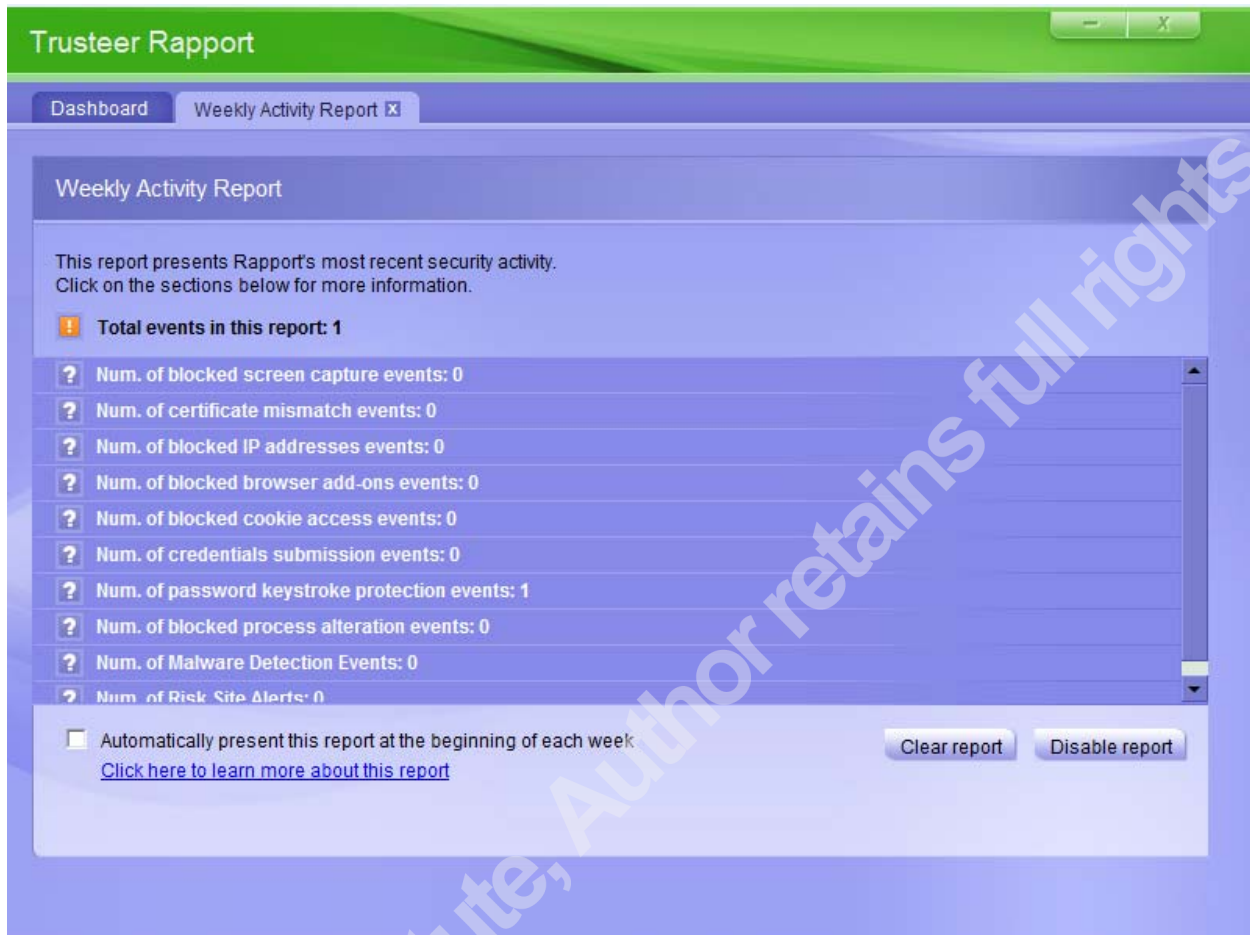 Trusteer Rapport
Dashboard
Weekly Activity Report
Weekly Activity Report
This report presents Rapport's most recent security activity.
Click on the sections below for more information.
Total events in this report: 1
Num. of blocked screen capture events: 0
Num. of certificate mismatch events: 0
Num. of blocked IP addresses events: 0
Num. of blocked browser add-ons events: 0
Num. of blocked cookie access events: 0
Num. of credentials submission events: 0
Num. of password keystroke protection events: 1
Num. of blocked process alteration events: 0
Num. of Malware Detection Events: 0
Num. of Risk Site Alerts: 0
Automatically present this report at the beginning of each week
Click here to learn more about this report
Clear report
Disable report
Author retains full rights